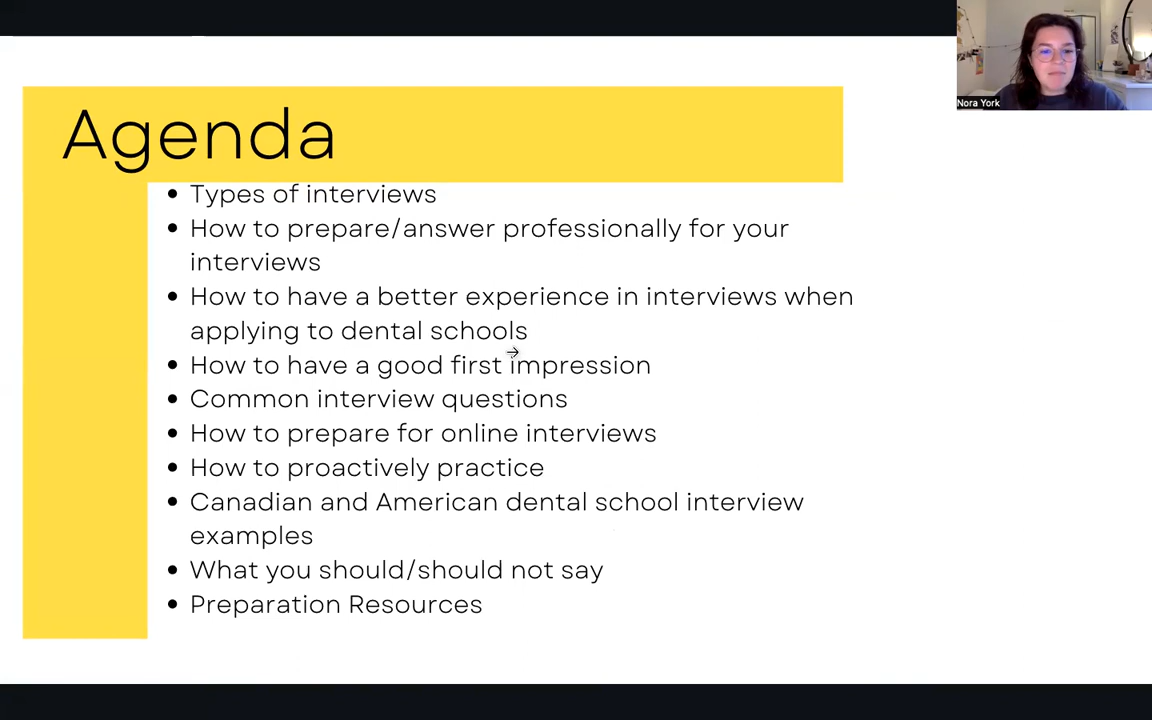 Agenda
Nora York
• Types of interviews
• How to prepare/answer professionally for your
interviews
• How to have a better experience in interviews when
applying to dental schools
• How to have a good first impression
• Common interview questions
• How to prepare for online interviews
• How to proactively practice
• Canadian and American dental school interview
examples
• What you should/should not say
• Preparation Resources